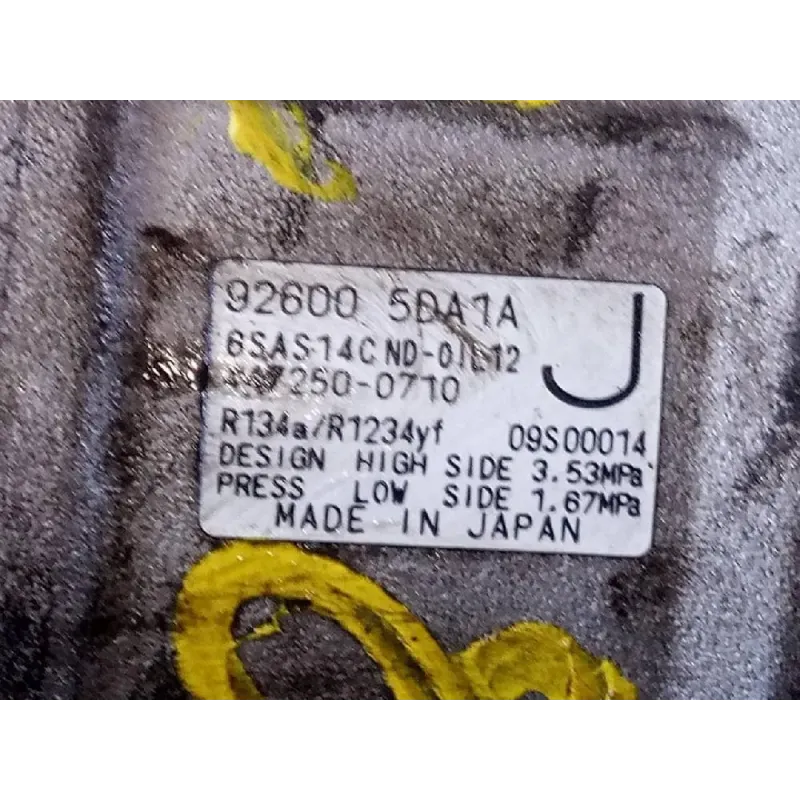 92600 5DA1A
J
6SAS14C ND-OIL12
250-0710
R134a/R1234yf 09S00014
DESIGN HIGH SIDE 3.53MPa
PRESS LOW SIDE 1.67MPa
MADE IN JAPAN